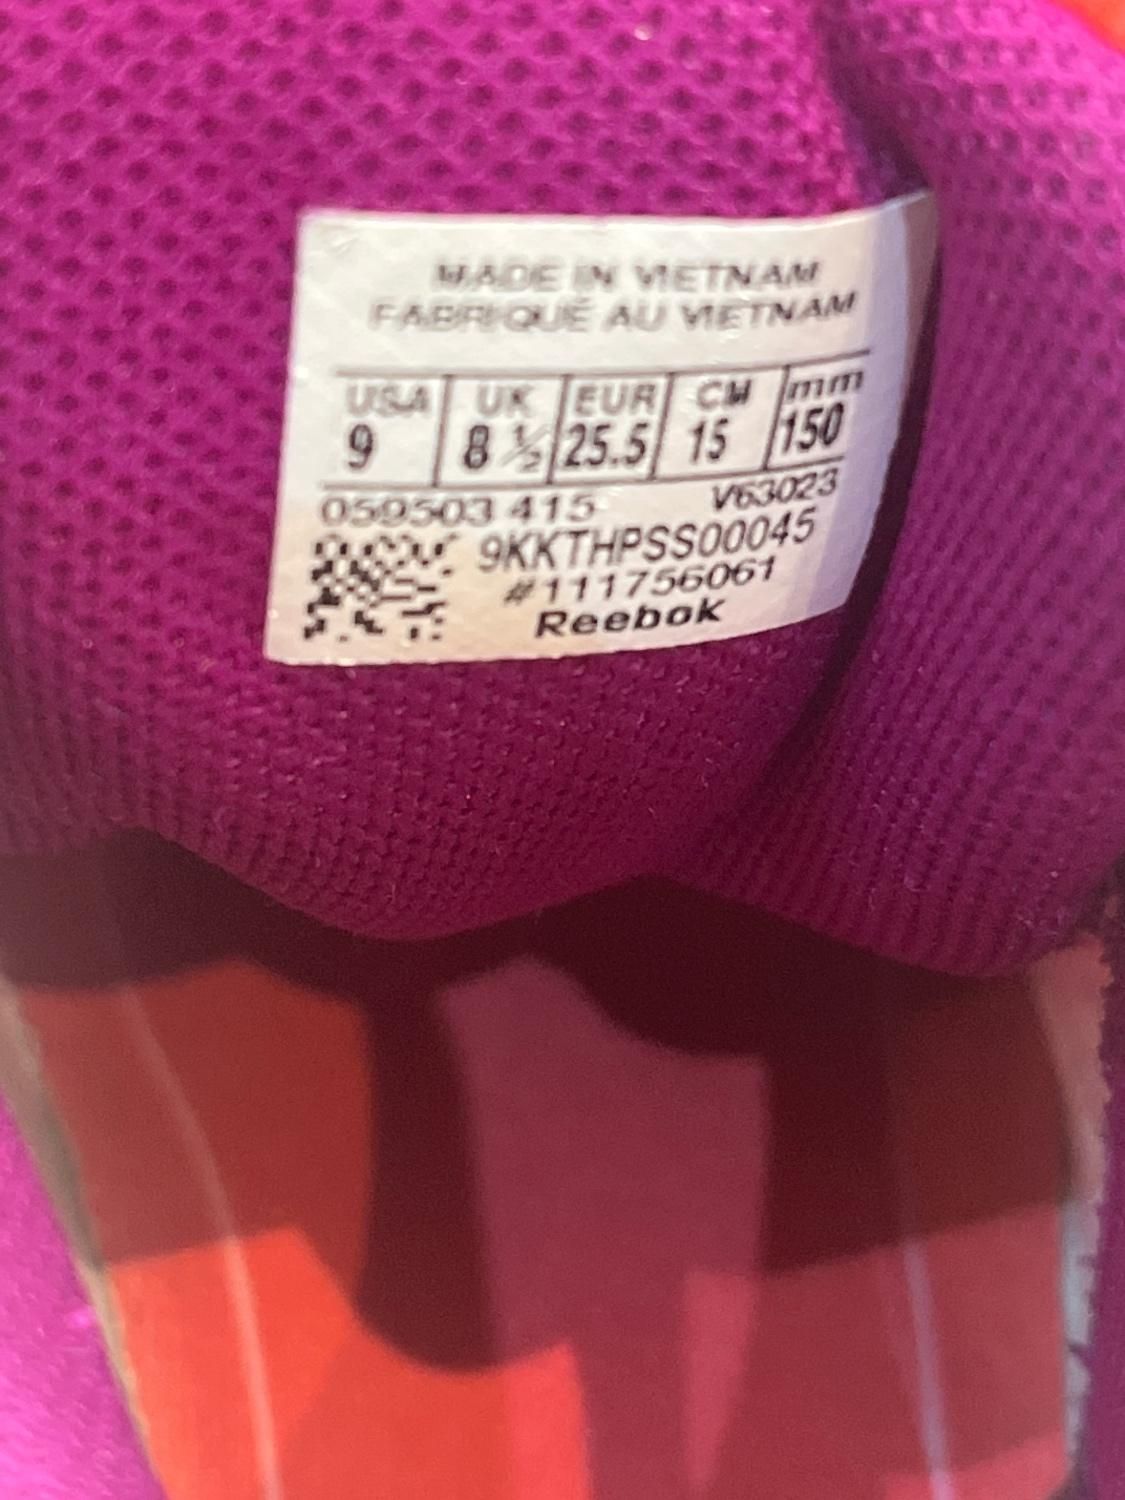 MADE IN VIETNAM
FABRIQUÉ AU VIETNAM
USA UK EUR CM mm
9 8 ½ 25.5 15 150
059503 415 V63023
9KKTHPSS00045
#111756061
Reebok